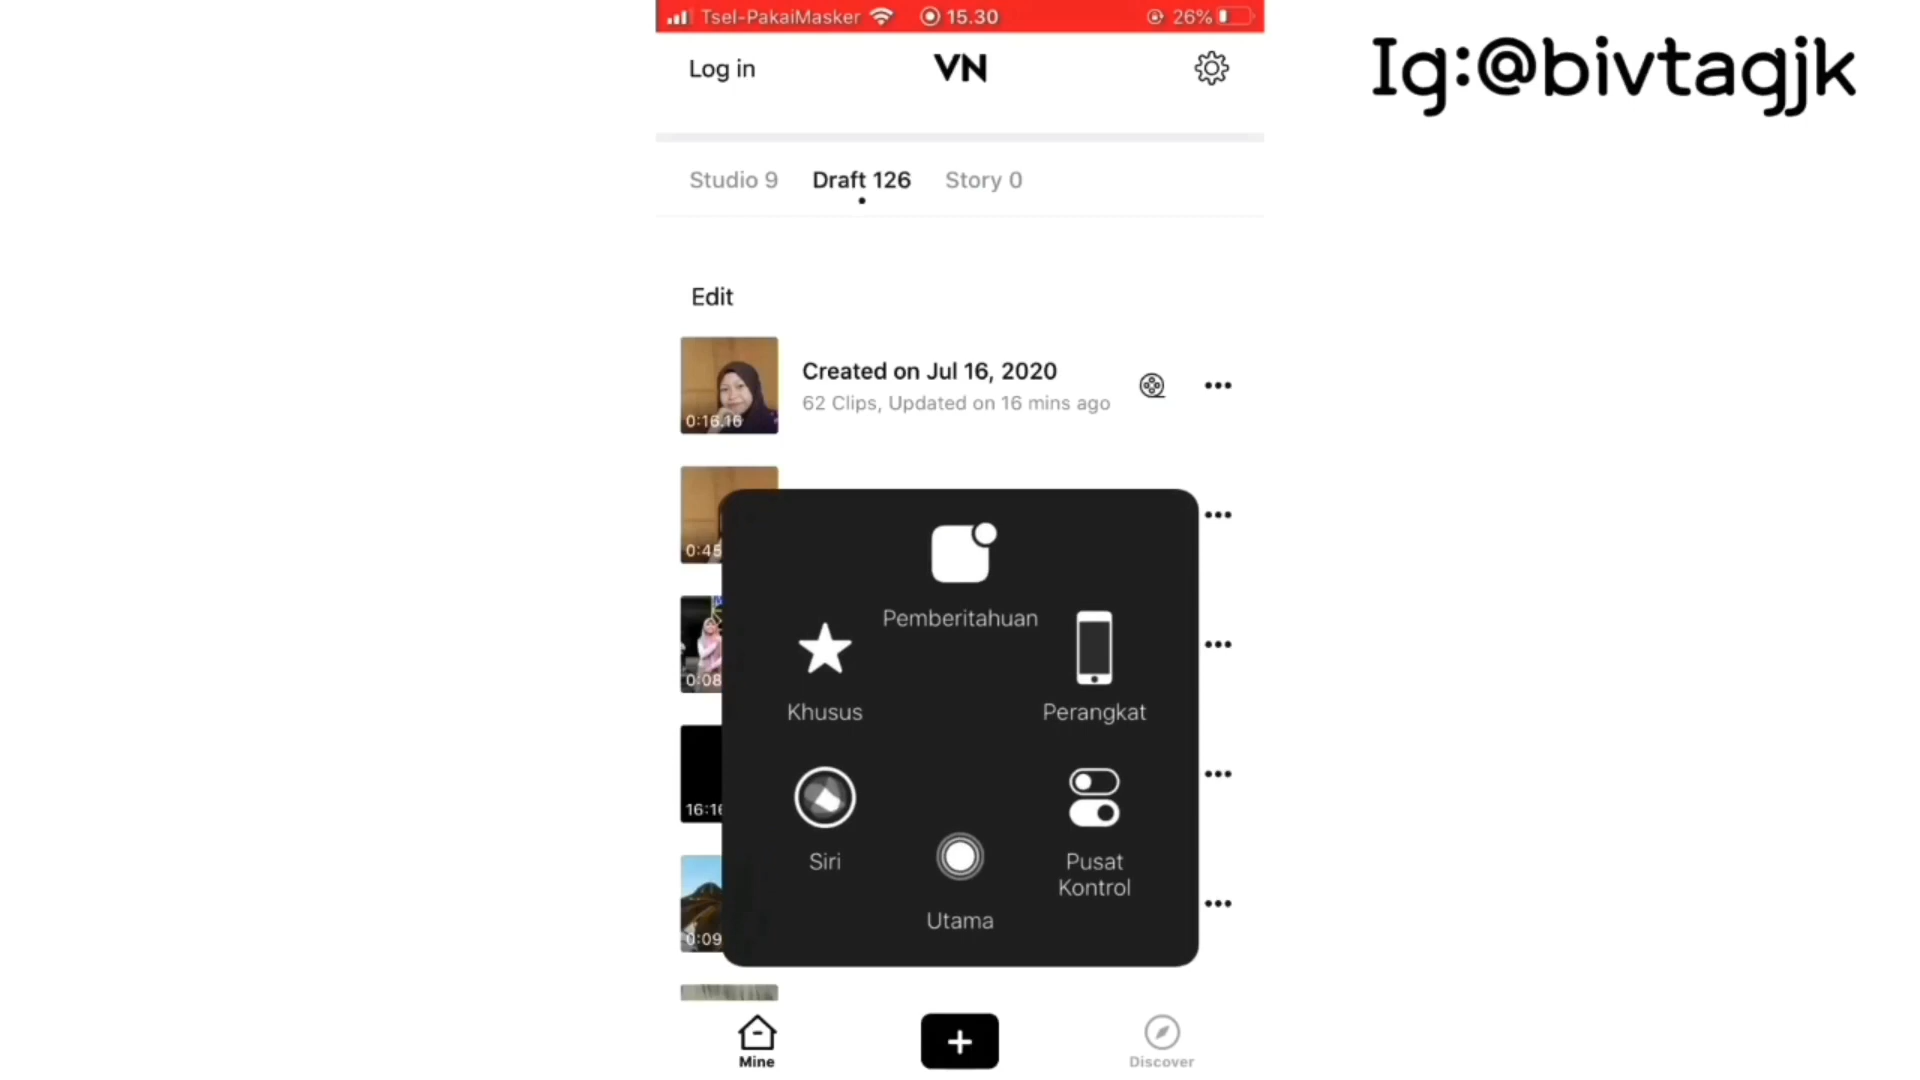 Tsel-PakaiMasker 15.30 26%
Ig:@bivtagjk
Log in VN
Studio 9 Draft 126 Story 0
Edit
Created on Jul 16, 2020
62 Clips, Updated on 16 mins ago
0:16.16
0:45
Pemberitahuan
0:08
Khusus
Perangkat
16:16
Siri
Pusat
Kontrol
Utama
0:09
+
Mine
Discover